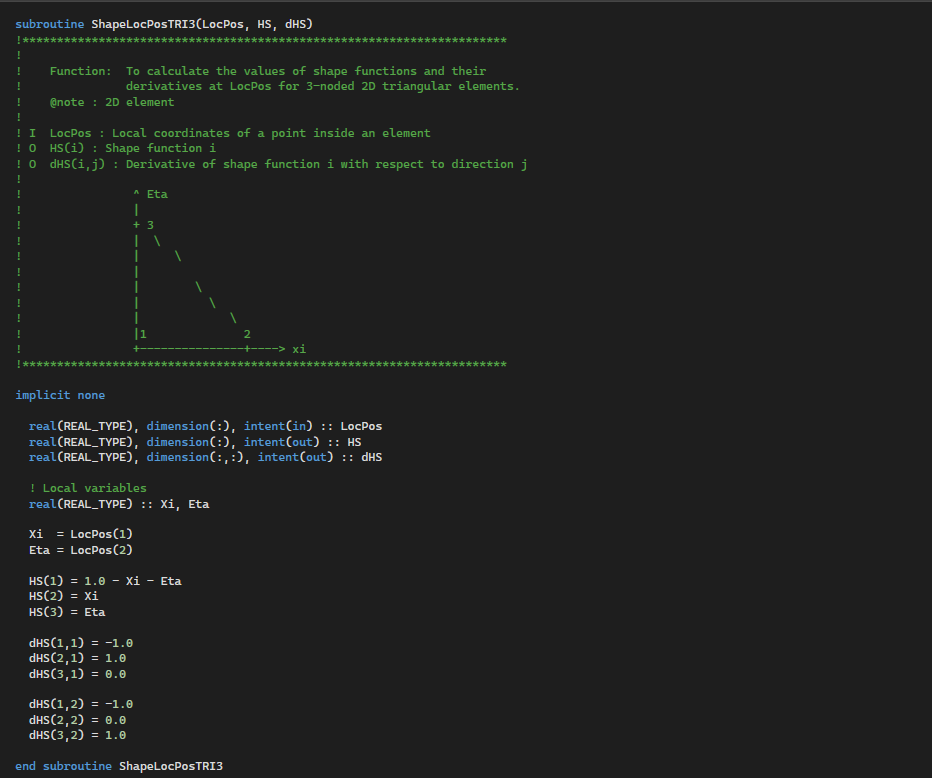 subroutine ShapeLocPosTRI3(LocPos, HS, dHS)
!**********************************************************************
!
!    Function:  To calculate the values of shape functions and their
!               derivatives at LocPos for 3-noded 2D triangular elements.
!    @note : 2D element
!
! I  LocPos : Local coordinates of a point inside an element
! O  HS(i) : Shape function i
! O  dHS(i,j) : Derivative of shape function i with respect to direction j
!
!                ^ Eta
!                |
!                + 3
!                |  \
!                |     \
!                |
!                |        \
!                |          \
!                |             \
!                |1              2
!                +---------------+----> xi
!**********************************************************************

implicit none

  real(REAL_TYPE), dimension(:), intent(in) :: LocPos
  real(REAL_TYPE), dimension(:), intent(out) :: HS
  real(REAL_TYPE), dimension(:,:), intent(out) :: dHS

  ! Local variables
  real(REAL_TYPE) :: Xi, Eta

  Xi  = LocPos(1)
  Eta = LocPos(2)

  HS(1) = 1.0 - Xi - Eta
  HS(2) = Xi
  HS(3) = Eta

  dHS(1,1) = -1.0
  dHS(2,1) = 1.0
  dHS(3,1) = 0.0

  dHS(1,2) = -1.0
  dHS(2,2) = 0.0
  dHS(3,2) = 1.0

end subroutine ShapeLocPosTRI3